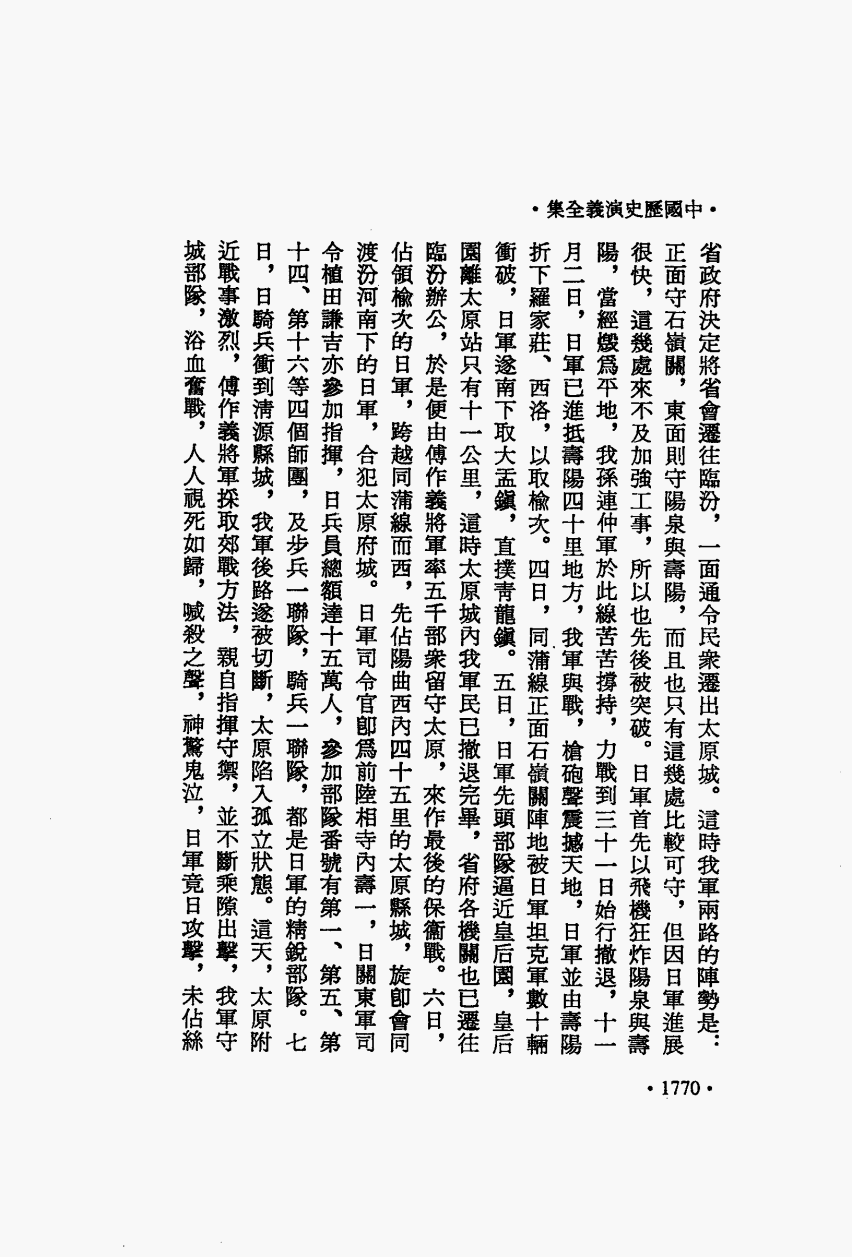 •中國歷史演義全集•
省政府決定將省會遷往臨汾，一面通令民衆遷出太原城。這時我軍兩路的陣勢是：
正面守石嶺關，東面則守陽泉與壽陽，而且也只有這幾處比較可守，但因日軍進展
很快，這幾處來不及加強工事，所以也先後被突破。日軍首先以飛機狂炸陽泉與壽
陽，當經燬爲平地，我孫連仲軍於此線苦苦撐持，力戰到三十一日始行撤退，十一
月二日，日軍已進抵壽陽四十里地方，我軍與戰，槍砲聲震撼天地，日軍並由壽陽
折下羅家莊、西洛，以取榆次。四日，同蒲線正面石嶺關陣地被日軍坦克軍數十輛
衝破，日軍遂南下取大盂鎭，直撲靑龍鎭。五日，日軍先頭部隊逼近皇后園，皇后
園離太原站只有十一公里，這時太原城內我軍民已撤退完畢，省府各機關也已遷往
臨汾辦公，於是便由傅作義將軍率五千部衆留守太原，來作最後的保衞戰。六日，
佔領榆次的日軍，跨越同蒲線而西，先佔陽曲西內四十五里的太原縣城，旋卽會同
渡汾河南下的日軍，合犯太原府城。日軍司令官卽爲前陸相寺內壽一，日關東軍司
令植田謙吉亦參加指揮，日兵員總額達十五萬人，參加部隊番號有第一、第五、第
十四、第十六等四個師團，及步兵一聯隊，騎兵一聯隊，都是日軍的精銳部隊。七
日，日騎兵衝到淸源縣城，我軍後路遂被切斷，太原陷入孤立狀態。這天，太原附
近戰事激烈，傅作義將軍採取郊戰方法，親自指揮守禦，並不斷乘隙出擊，我軍守
城部隊，浴血奮戰，人人視死如歸，喊殺之聲，神驚鬼泣，日軍竟日攻擊，未佔絲
•1770•